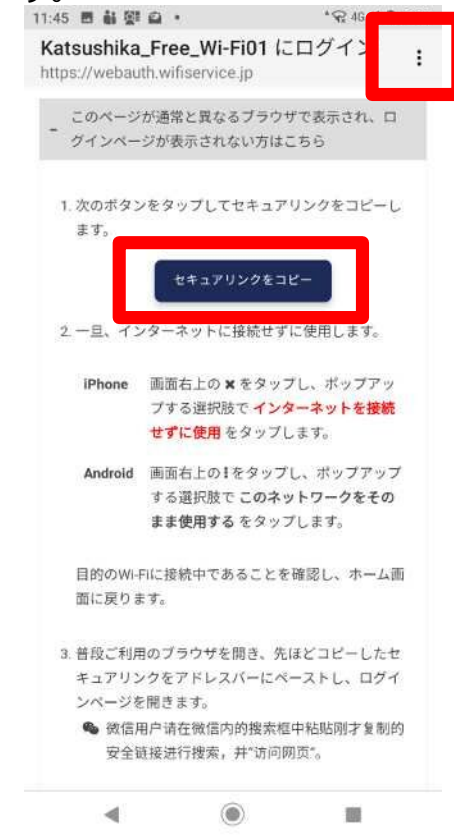 す。
11:45
4G
Katsushika_Free_Wi-Fi01 にログイン
https://webauth.wifiservice.jp
− このページが通常と異なるブラウザで表示され、ロ
グインページが表示されない方はこちら
1. 次のボタンをタップしてセキュアリンクをコピーし
ます。
セキュアリンクをコピー
2. 一旦、インターネットに接続せずに使用します。
iPhone 画面右上の ✖ をタップし、ポップアッ
プする選択肢で インターネットを接続
せずに使用 をタップします。
Android 画面右上の⁝をタップし、ポップアップ
する選択肢で このネットワークをその
まま使用する をタップします。
目的のWi-Fiに接続中であることを確認し、ホーム画
面に戻ります。
3. 普段ご利用のブラウザを開き、先ほどコピーしたセ
キュアリンクをアドレスバーにペーストし、ログイ
ンページを開きます。
微信用户请在微信内的搜索框中粘贴刚才复制的
安全链接进行搜索，并“访问网页”。